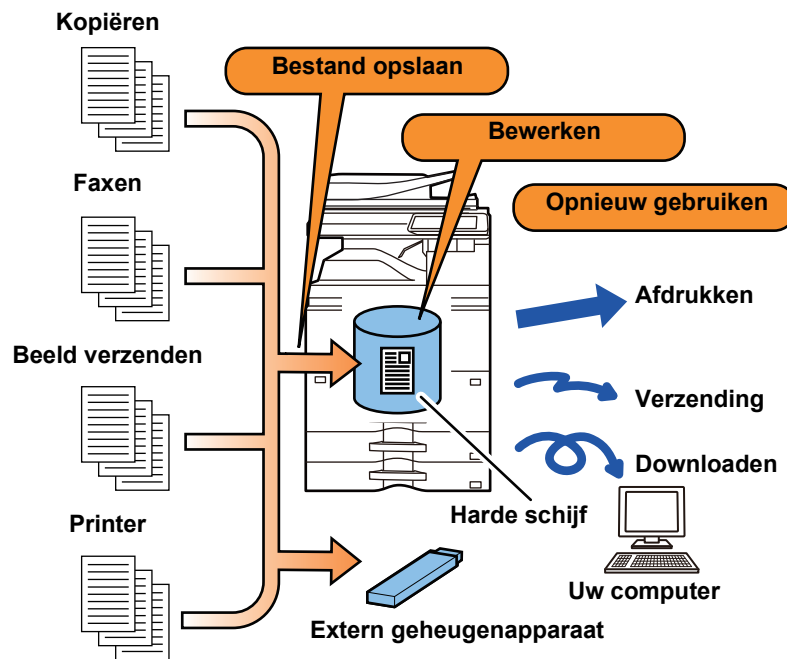 Kopiëren
Bestand opslaan
Bewerken
Faxen
Opnieuw gebruiken
Afdrukken
Beeld verzenden
Verzending
Downloaden
Printer
Harde schijf
Uw computer
Extern geheugenapparaat